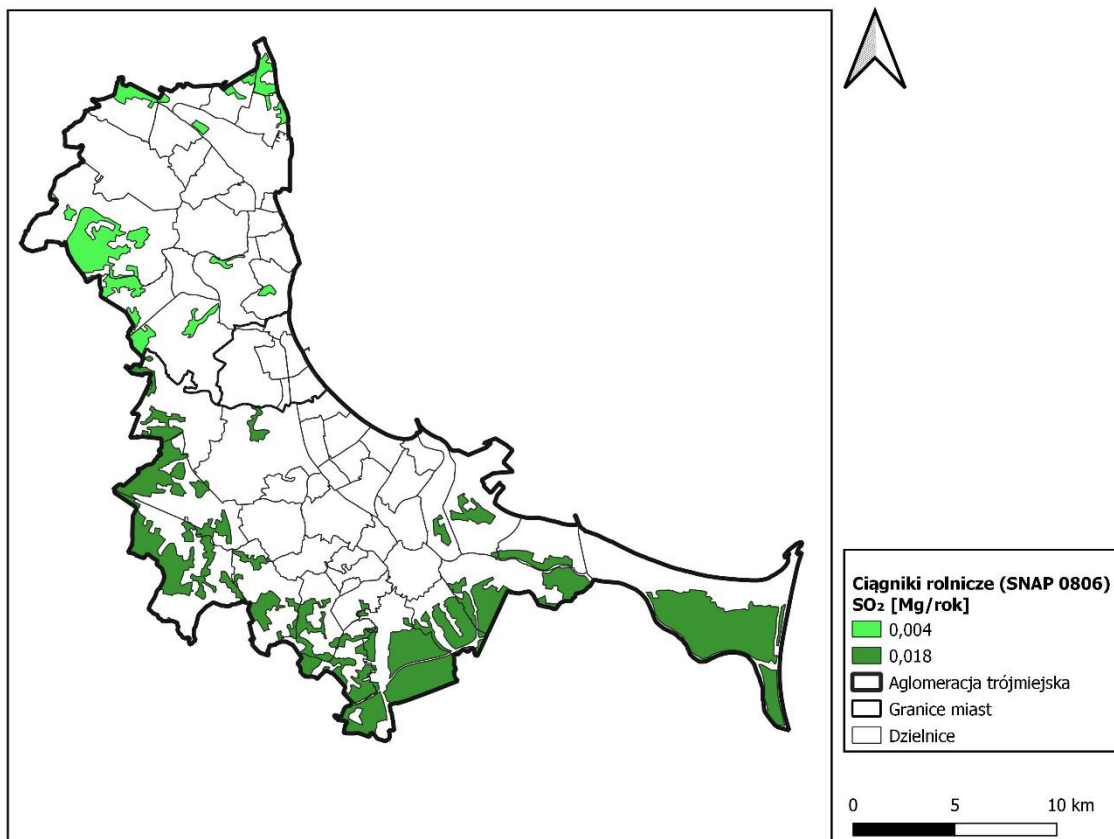 Ciągniki rolnicze (SNAP 0806)
SO₂ [Mg/rok]
0,004
0,018
Aglomeracja trójmiejska
Granice miast
Dzielnice
0 5 10 km